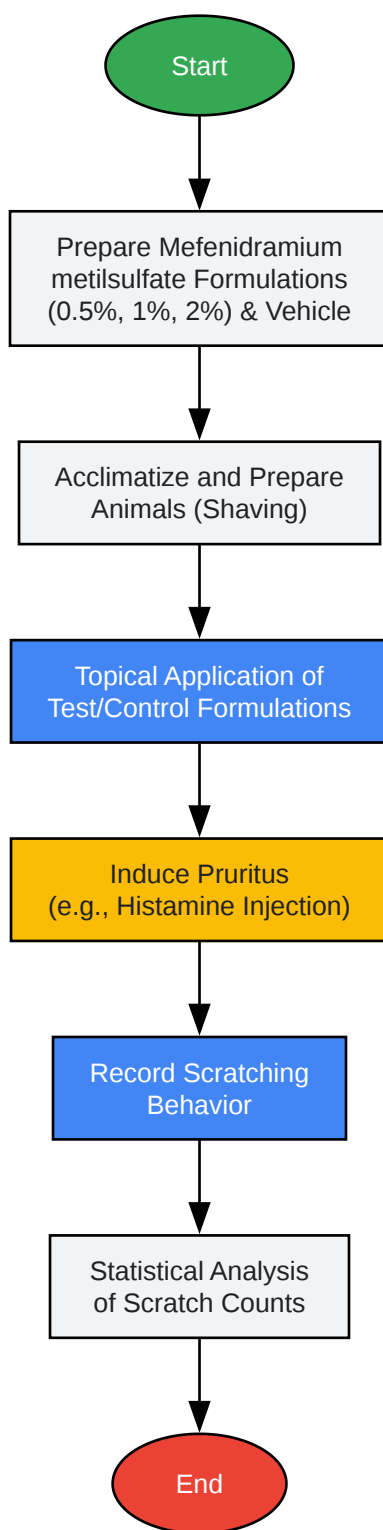 Start
Prepare Mefenidramium
metilsulfate Formulations
(0.5%, 1%, 2%) & Vehicle
Acclimatize and Prepare
Animals (Shaving)
Topical Application of
Test/Control Formulations
Induce Pruritus
(e.g., Histamine Injection)
Record Scratching
Behavior
Statistical Analysis
of Scratch Counts
End